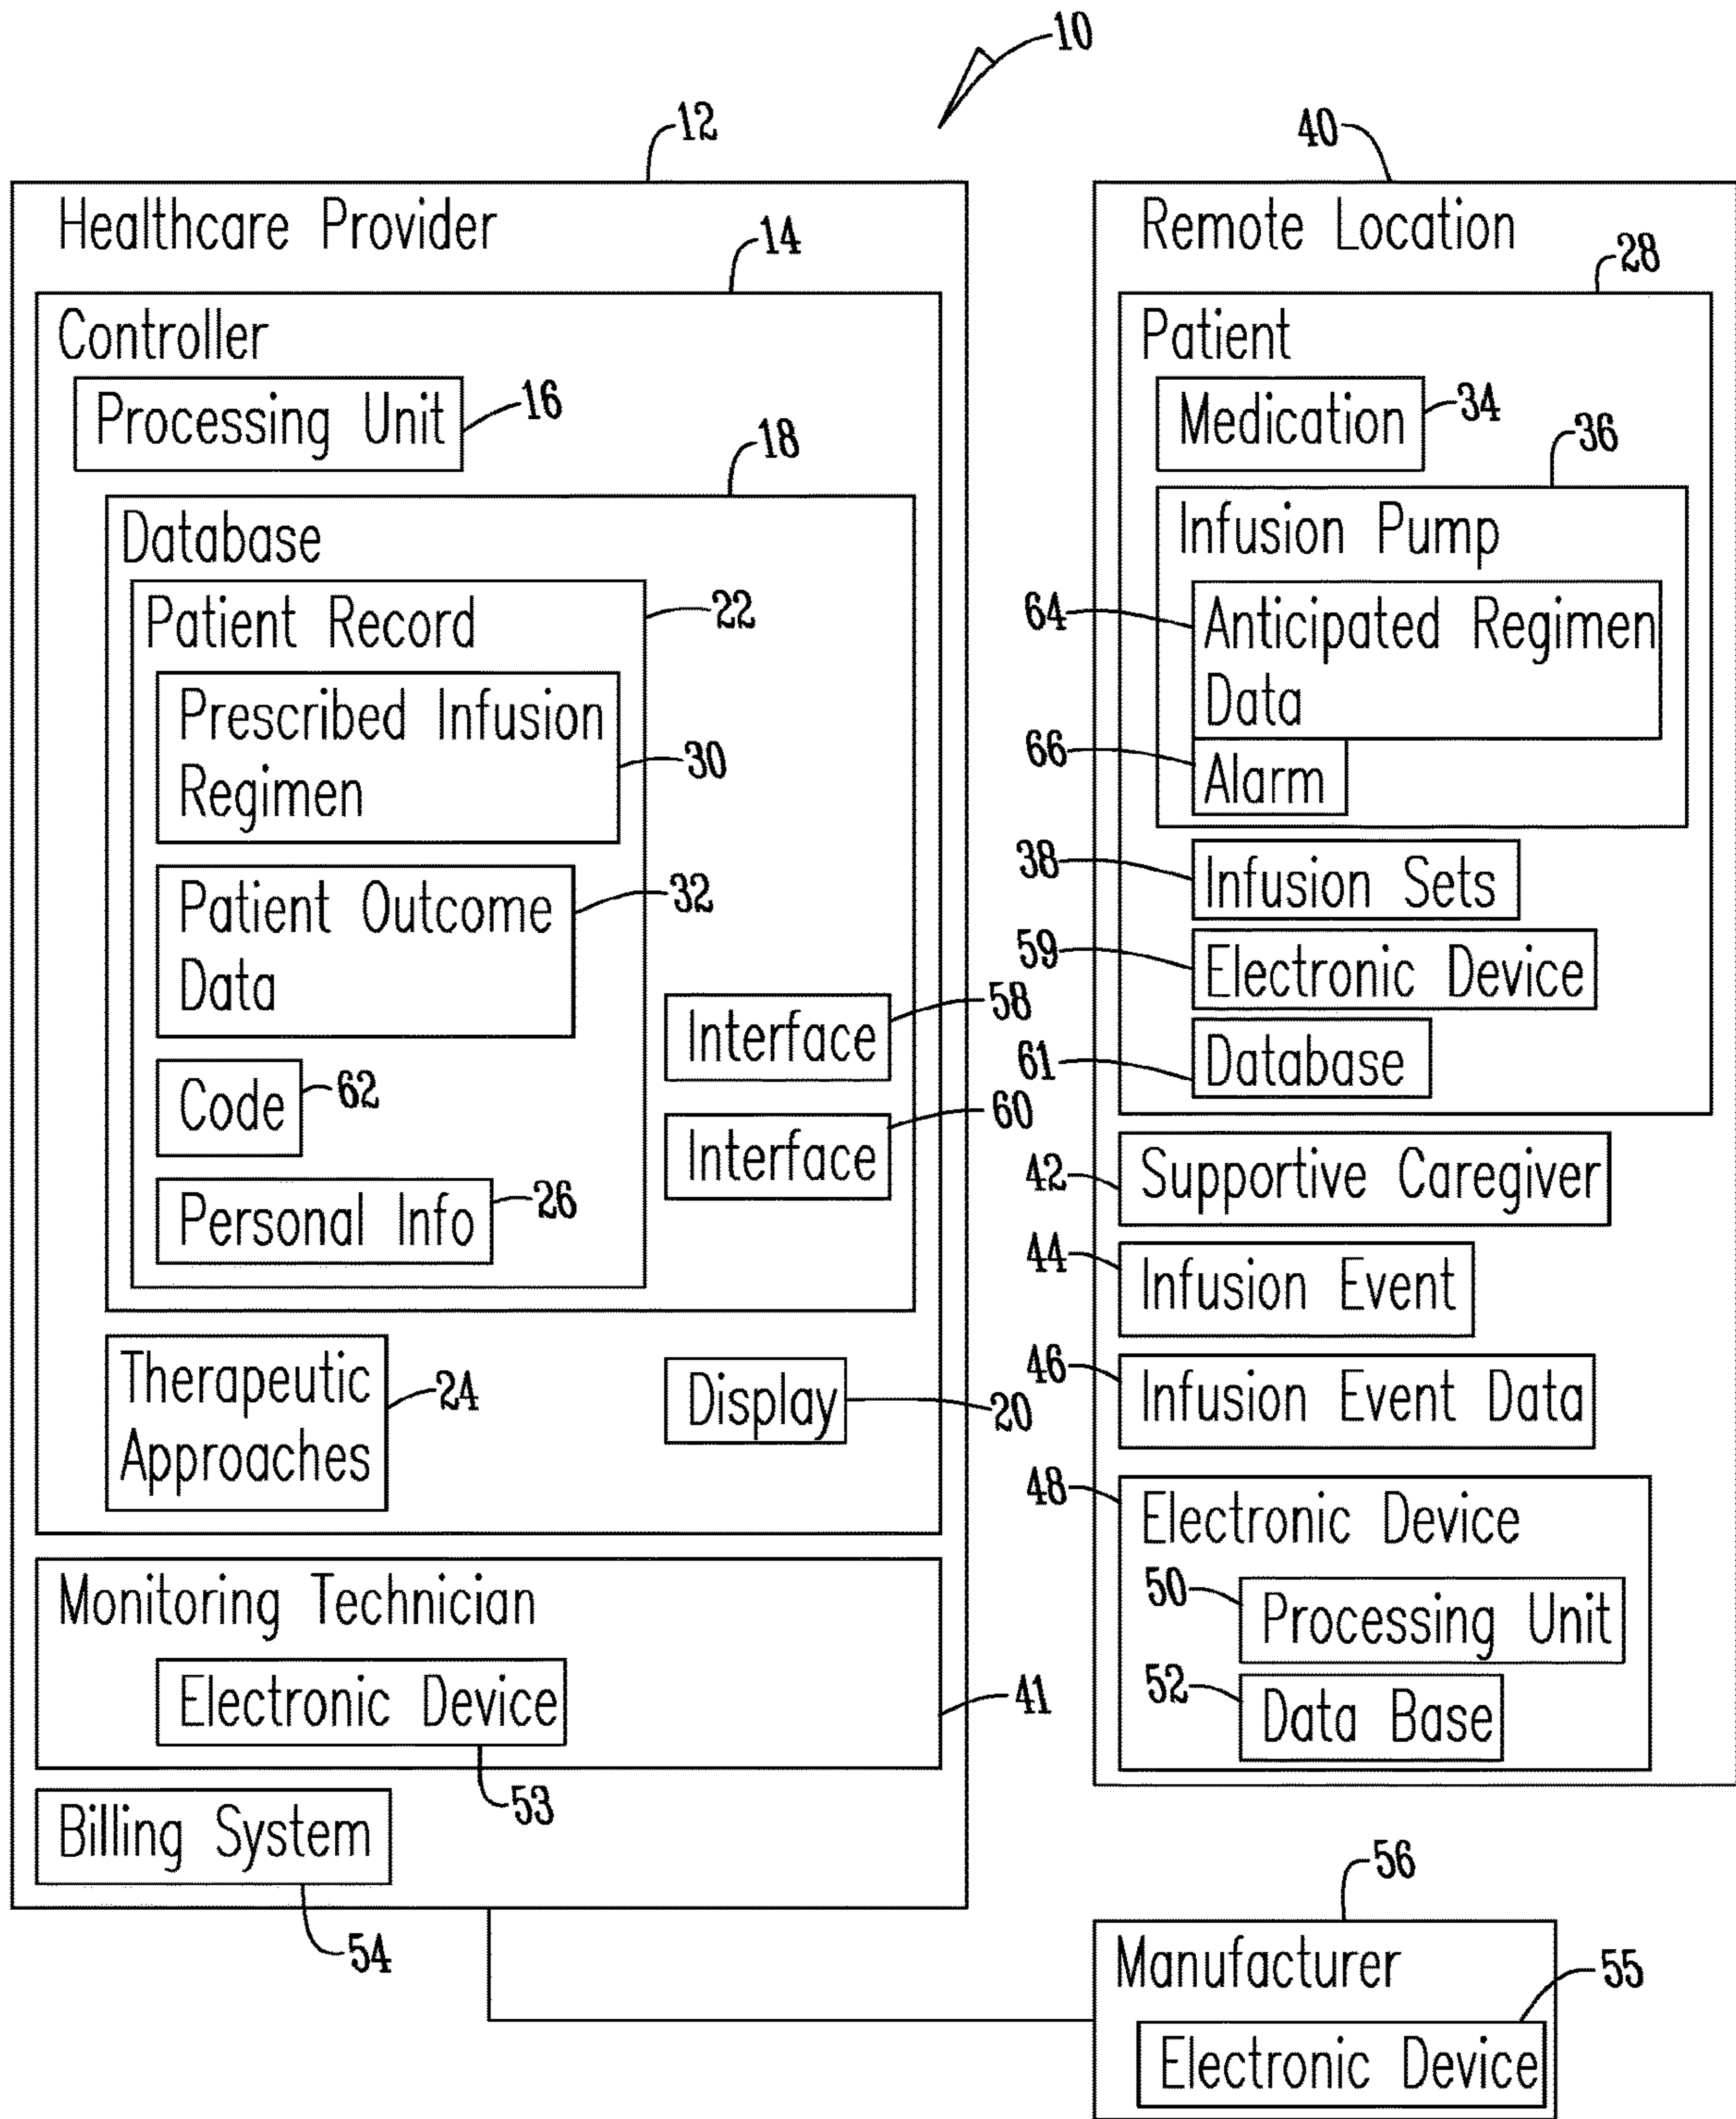 10
12
Healthcare Provider
14
Controller
Processing Unit
16
18
Database
Patient Record
22
Prescribed Infusion
Regimen
30
Patient Outcome
Data
32
Code
62
Personal Info
26
Interface
58
Interface
60
Therapeutic
Approaches
24
Display
20
Monitoring Technician
Electronic Device
41
53
Billing System
54
40
Remote Location
28
Patient
Medication
34
36
Infusion Pump
64
Anticipated Regimen
Data
66
Alarm
38
Infusion Sets
59
Electronic Device
61
Database
42
Supportive Caregiver
44
Infusion Event
46
Infusion Event Data
48
Electronic Device
50
Processing Unit
52
Data Base
56
Manufacturer
55
Electronic Device